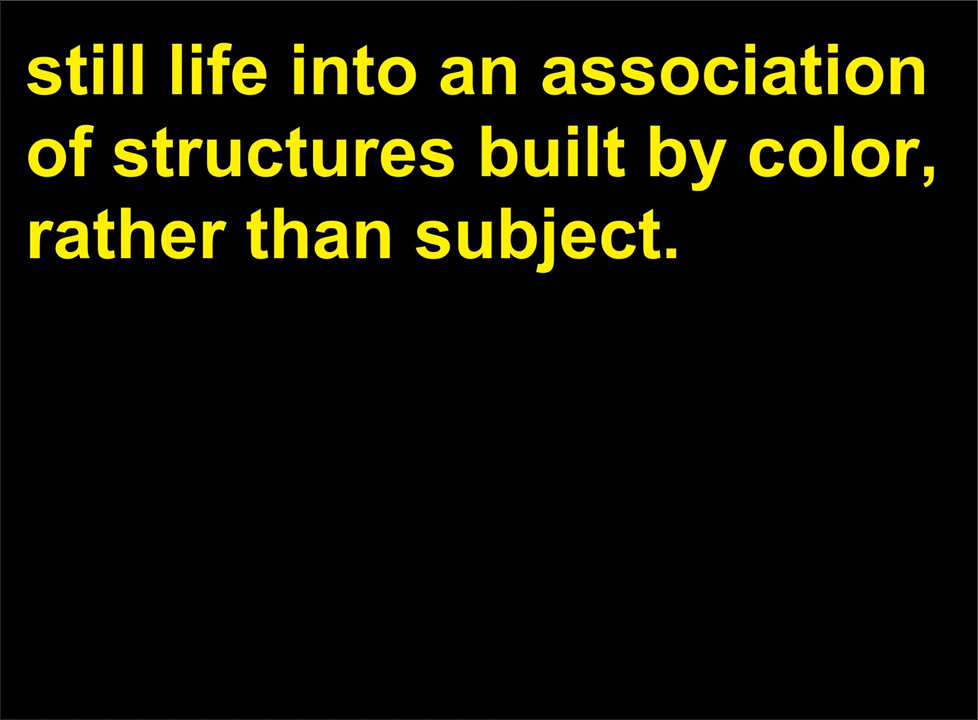 still life into an association
of structures built by color,
rather than subject.